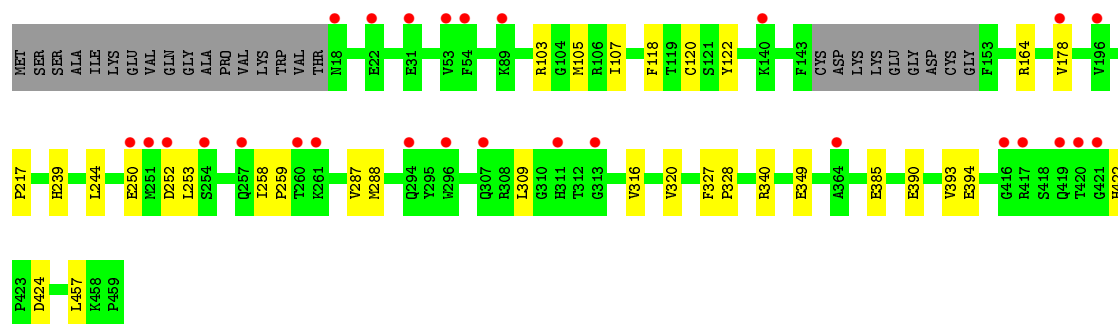 MET SER SER ALA ILE LYS GLU VAL GLN GLY ALA PRO VAL LYS TRP VAL THR N18 E22 E31 V53 F54 K89 R103 G104 M105 R106 I107 F118 T119 C120 S121 Y122 K140 F143 CYS ASP LYS LYS GLU GLY ASP CYS GLY F153 R164 V178 V196
P217 H239 L244 E250 M251 D252 L253 S254 Q257 I258 P259 T260 K261 V287 M288 Q294 Y295 W296 Q307 R308 L309 G310 H311 T312 G313 V316 V320 F327 P328 R340 E349 A364 E385 E390 V393 E394 G416 R417 S418 Q419 T420 G421
P423 D424 L457 K458 P459